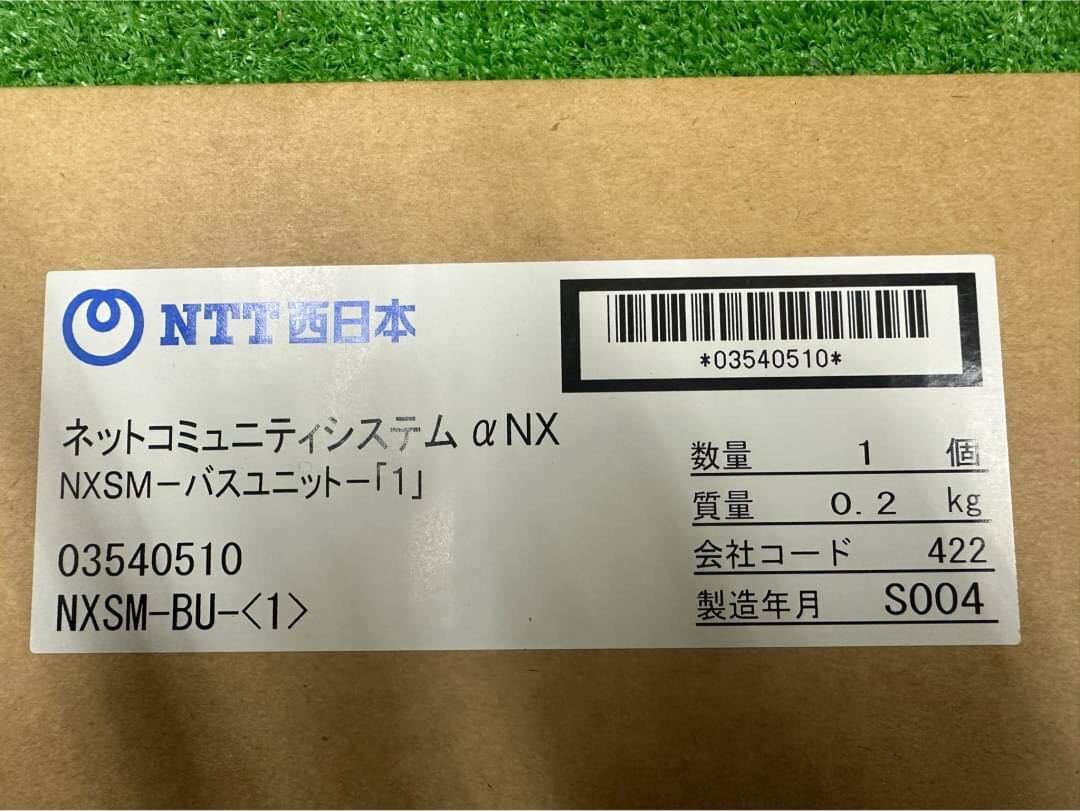 NTT西日本
*03540510*
ネットコミュニティシステム αNX
NXSM-バスユニット-「1」
03540510
NXSM-BU-<1>
数量 1 個
質量 0.2 kg
会社コード 422
製造年月 S004